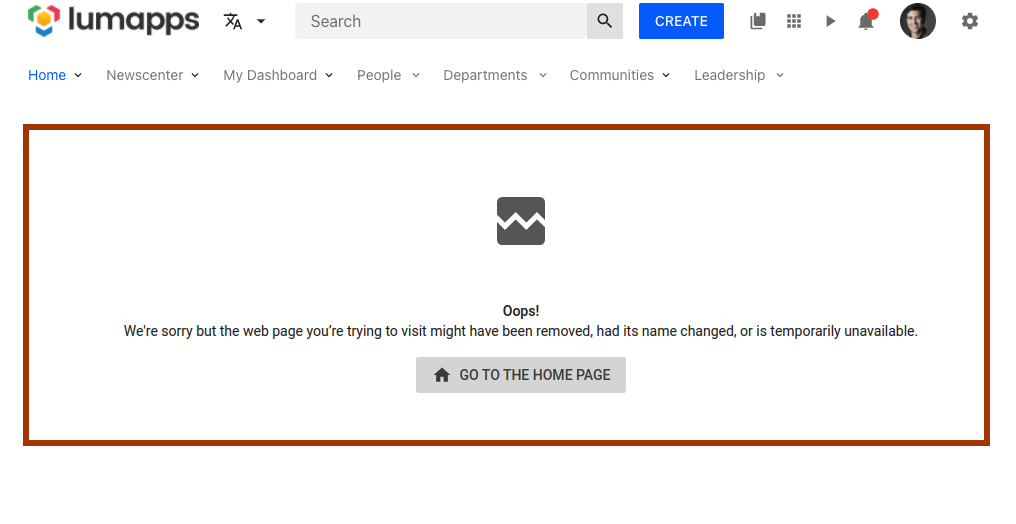 lumapps
Search
CREATE
Home
Newscenter
My Dashboard
People
Departments
Communities
Leadership
Oops!
We're sorry but the web page you’re trying to visit might have been removed, had its name changed, or is temporarily unavailable.
GO TO THE HOME PAGE